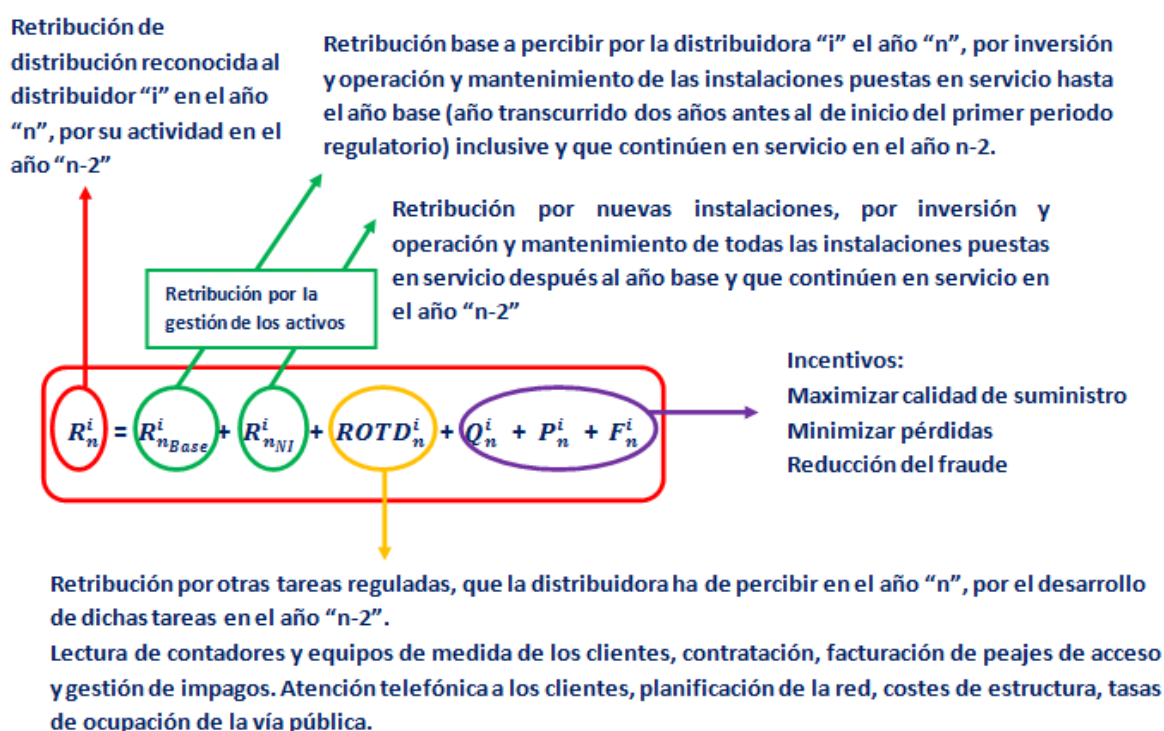 Retribución de
distribución reconocida al
distribuidor “i” en el año
“n”, por su actividad en el
año “n-2”
Retribución base a percibir por la distribuidora “i” el año “n”, por inversión
y operación y mantenimiento de las instalaciones puestas en servicio hasta
el año base (año transcurrido dos años antes al de inicio del primer periodo
regulatorio) inclusive y que continúen en servicio en el año n-2.
Retribución por nuevas instalaciones, por inversión y
operación y mantenimiento de todas las instalaciones puestas
en servicio después al año base y que continúen en servicio en
el año “n-2”
Retribución por la
gestión de los activos
Incentivos:
Maximizar calidad de suministro
Minimizar pérdidas
Reducción del fraude
$R_n^i = R_{n_{Base}}^i + R_{n_{NI}}^i + ROTD_n^i + Q_n^i + P_n^i + F_n^i$
Retribución por otras tareas reguladas, que la distribuidora ha de percibir en el año “n”, por el desarrollo
de dichas tareas en el año “n-2”.
Lectura de contadores y equipos de medida de los clientes, contratación, facturación de peajes de acceso
y gestión de impagos. Atención telefónica a los clientes, planificación de la red, costes de estructura, tasas
de ocupación de la vía pública.